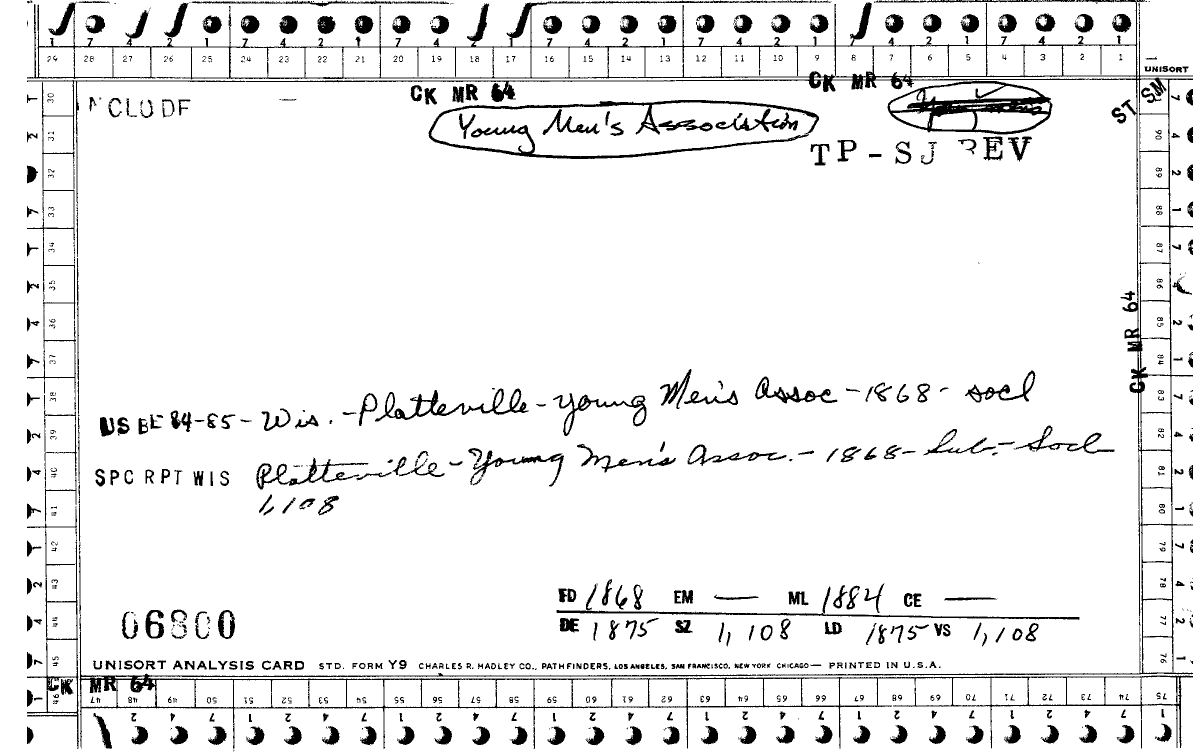 1 7 4 2 1 7 4 2 1 7 4 2 1 7 4 2 1 7 4 2 1 7 4 2 1 7 4 2 1
29 28 27 26 25 24 23 22 21 20 19 18 17 16 15 14 13 12 11 10 9 8 7 6 5 4 3 2 1
UNISORT
CK MR 64
CK MR 64
ST SM
CLODF
Young Men's Association
TP - SJ REV
CK MR 64
US BE 84-85 - Wis. - Platteville - Young Men's Assoc - 1868 - socl
SPC RPT WIS Platteville - Young Men's Assoc. - 1868 - Sub. - Socl
1,108
FD 1868 EM — ML 1884 CE —
DE 1875 SZ 1,108 LD 1875 VS 1,108
06800
UNISORT ANALYSIS CARD STD. FORM Y9 CHARLES R. HADLEY CO., PATHFINDERS, LOS ANGELES, SAN FRANCISCO, NEW YORK CHICAGO — PRINTED IN U.S.A.
CK MR 64
30 31 32 33 34 35 36 37 38 39 40 41 42 43 44 45 46
47 48 49 50 51 52 53 54 55 56 57 58 59 60 61 62 63 64 65 66 67 68 69 70 71 72 73 74 75
76 77 78 79 80 81 82 83 84 85 86 87 88 89 90